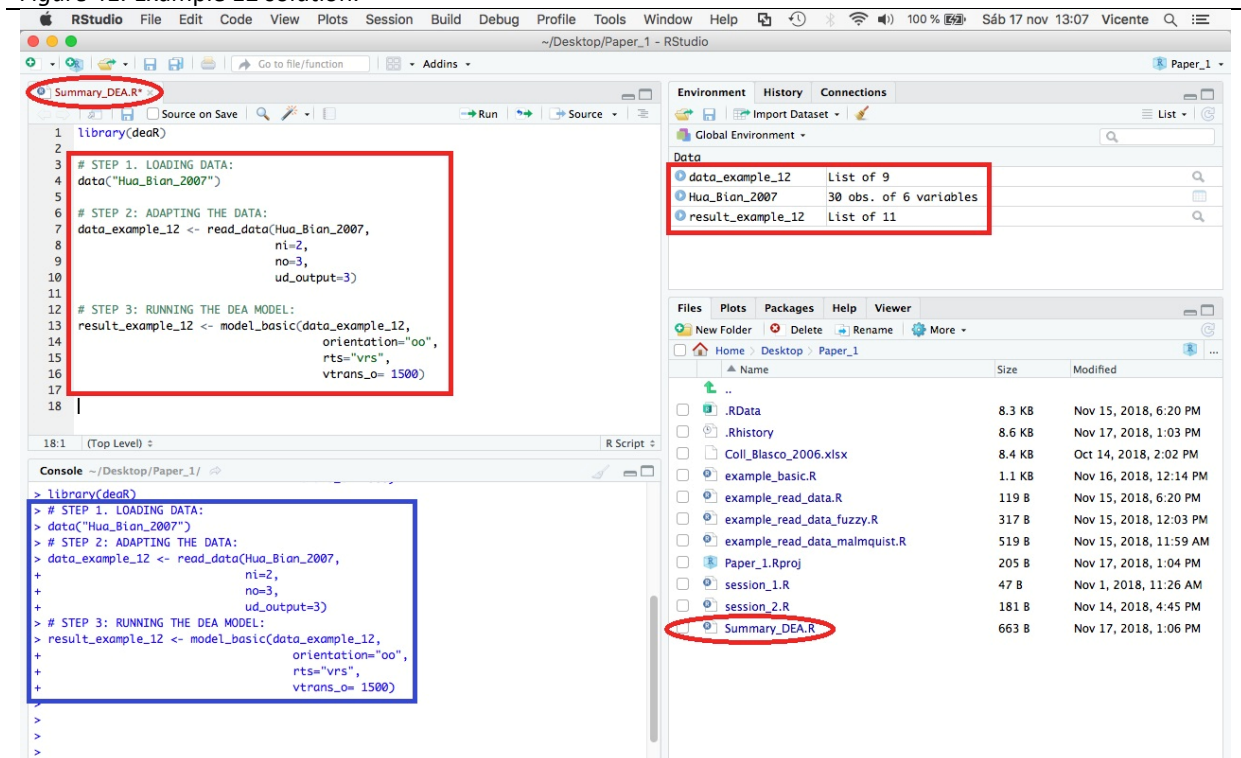 RStudio File Edit Code View Plots Session Build Debug Profile Tools Window Help 100 % Sáb 17 nov 13:07 Vicente
~/Desktop/Paper_1 - RStudio
Go to file/function Addins Paper_1
Summary_DEA.R*
Source on Save Run Source
1 library(deaR)
2
3 # STEP 1. LOADING DATA:
4 data("Hua_Bian_2007")
5
6 # STEP 2: ADAPTING THE DATA:
7 data_example_12 <- read_data(Hua_Bian_2007,
8 ni=2,
9 no=3,
10 ud_output=3)
11
12 # STEP 3: RUNNING THE DEA MODEL:
13 result_example_12 <- model_basic(data_example_12,
14 orientation="oo",
15 rts="vrs",
16 vtrans_o= 1500)
17
18
18:1 (Top Level) R Script
Console ~/Desktop/Paper_1/
> library(deaR)
> # STEP 1. LOADING DATA:
> data("Hua_Bian_2007")
> # STEP 2: ADAPTING THE DATA:
> data_example_12 <- read_data(Hua_Bian_2007,
+ ni=2,
+ no=3,
+ ud_output=3)
> # STEP 3: RUNNING THE DEA MODEL:
> result_example_12 <- model_basic(data_example_12,
+ orientation="oo",
+ rts="vrs",
+ vtrans_o= 1500)
>
>
>
>
Environment History Connections
Import Dataset List
Global Environment
Data
data_example_12 List of 9
Hua_Bian_2007 30 obs. of 6 variables
result_example_12 List of 11
Files Plots Packages Help Viewer
New Folder Delete Rename More
Home Desktop Paper_1 ...
Name Size Modified
..
.RData 8.3 KB Nov 15, 2018, 6:20 PM
.Rhistory 8.6 KB Nov 17, 2018, 1:03 PM
Coll_Blasco_2006.xlsx 8.4 KB Oct 14, 2018, 2:02 PM
example_basic.R 1.1 KB Nov 16, 2018, 12:14 PM
example_read_data.R 119 B Nov 15, 2018, 6:20 PM
example_read_data_fuzzy.R 317 B Nov 15, 2018, 12:03 PM
example_read_data_malmquist.R 519 B Nov 15, 2018, 11:59 AM
Paper_1.Rproj 205 B Nov 17, 2018, 1:04 PM
session_1.R 47 B Nov 1, 2018, 11:26 AM
session_2.R 181 B Nov 14, 2018, 4:45 PM
Summary_DEA.R 663 B Nov 17, 2018, 1:06 PM